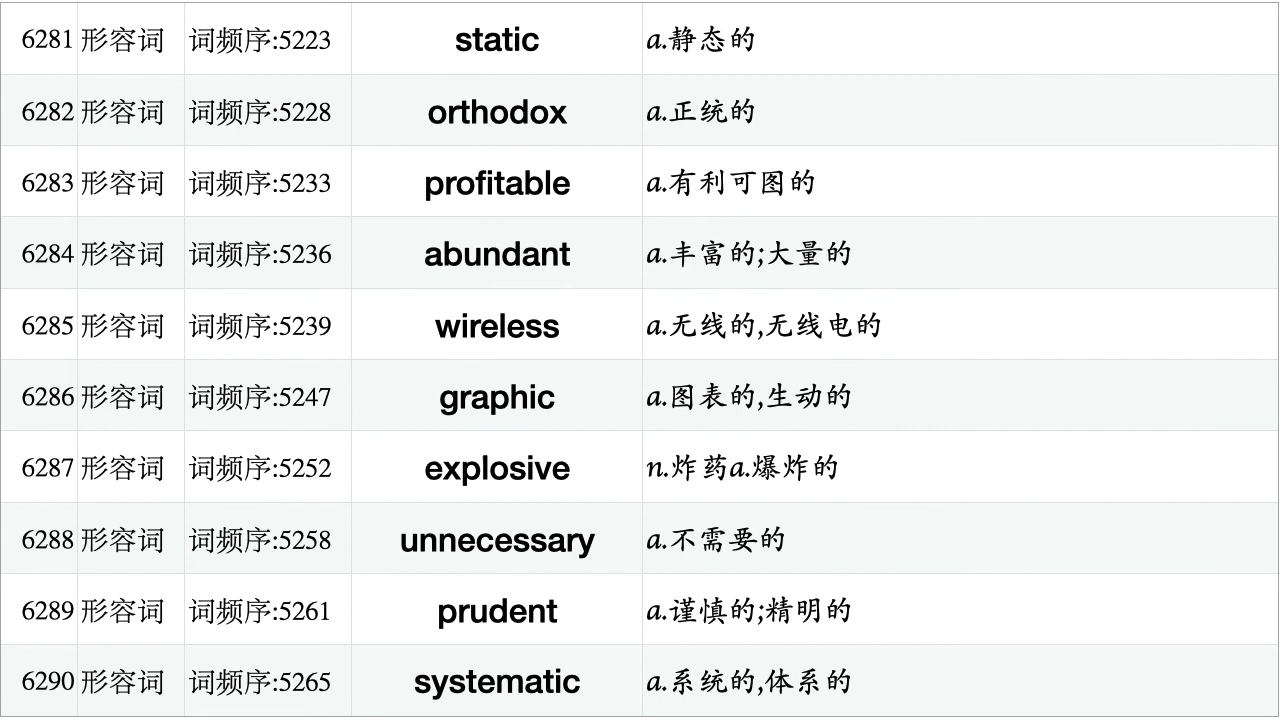 6281 形容词 词频序:5223 static a.静态的
6282 形容词 词频序:5228 orthodox a.正统的
6283 形容词 词频序:5233 profitable a.有利可图的
6284 形容词 词频序:5236 abundant a.丰富的;大量的
6285 形容词 词频序:5239 wireless a.无线的,无线电的
6286 形容词 词频序:5247 graphic a.图表的,生动的
6287 形容词 词频序:5252 explosive n.炸药a.爆炸的
6288 形容词 词频序:5258 unnecessary a.不需要的
6289 形容词 词频序:5261 prudent a.谨慎的;精明的
6290 形容词 词频序:5265 systematic a.系统的,体系的